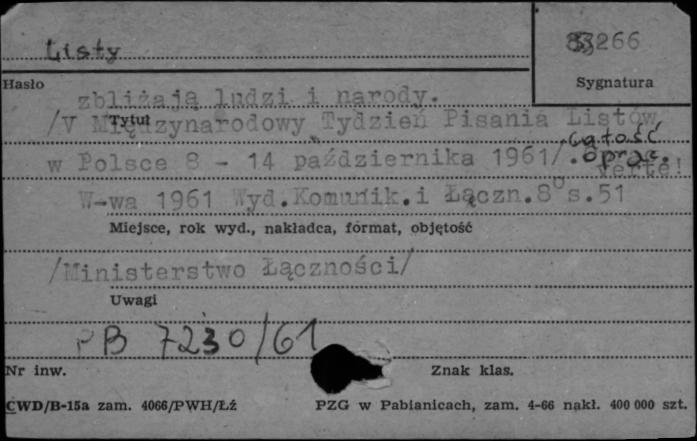 Listy
83266
Hasło
Sygnatura
zbliżają ludzi i narody.
Tytuł
/V Międzynarodowy Tydzień Pisania Listów
w Polsce 8 - 14 października 1961/. całość oprac.
verte!
W-wa 1961 Wyd.Komunik.i Łączn.8° s.51
Miejsce, rok wyd., nakładca, format, objętość
/Ministerstwo Łączności/
Uwagi
PB 7230/61
Nr inw.
Znak klas.
CWD/B-15a zam. 4066/PWH/Łź
PZG w Pabianicach, zam. 4-66 nakł. 400 000 szt.